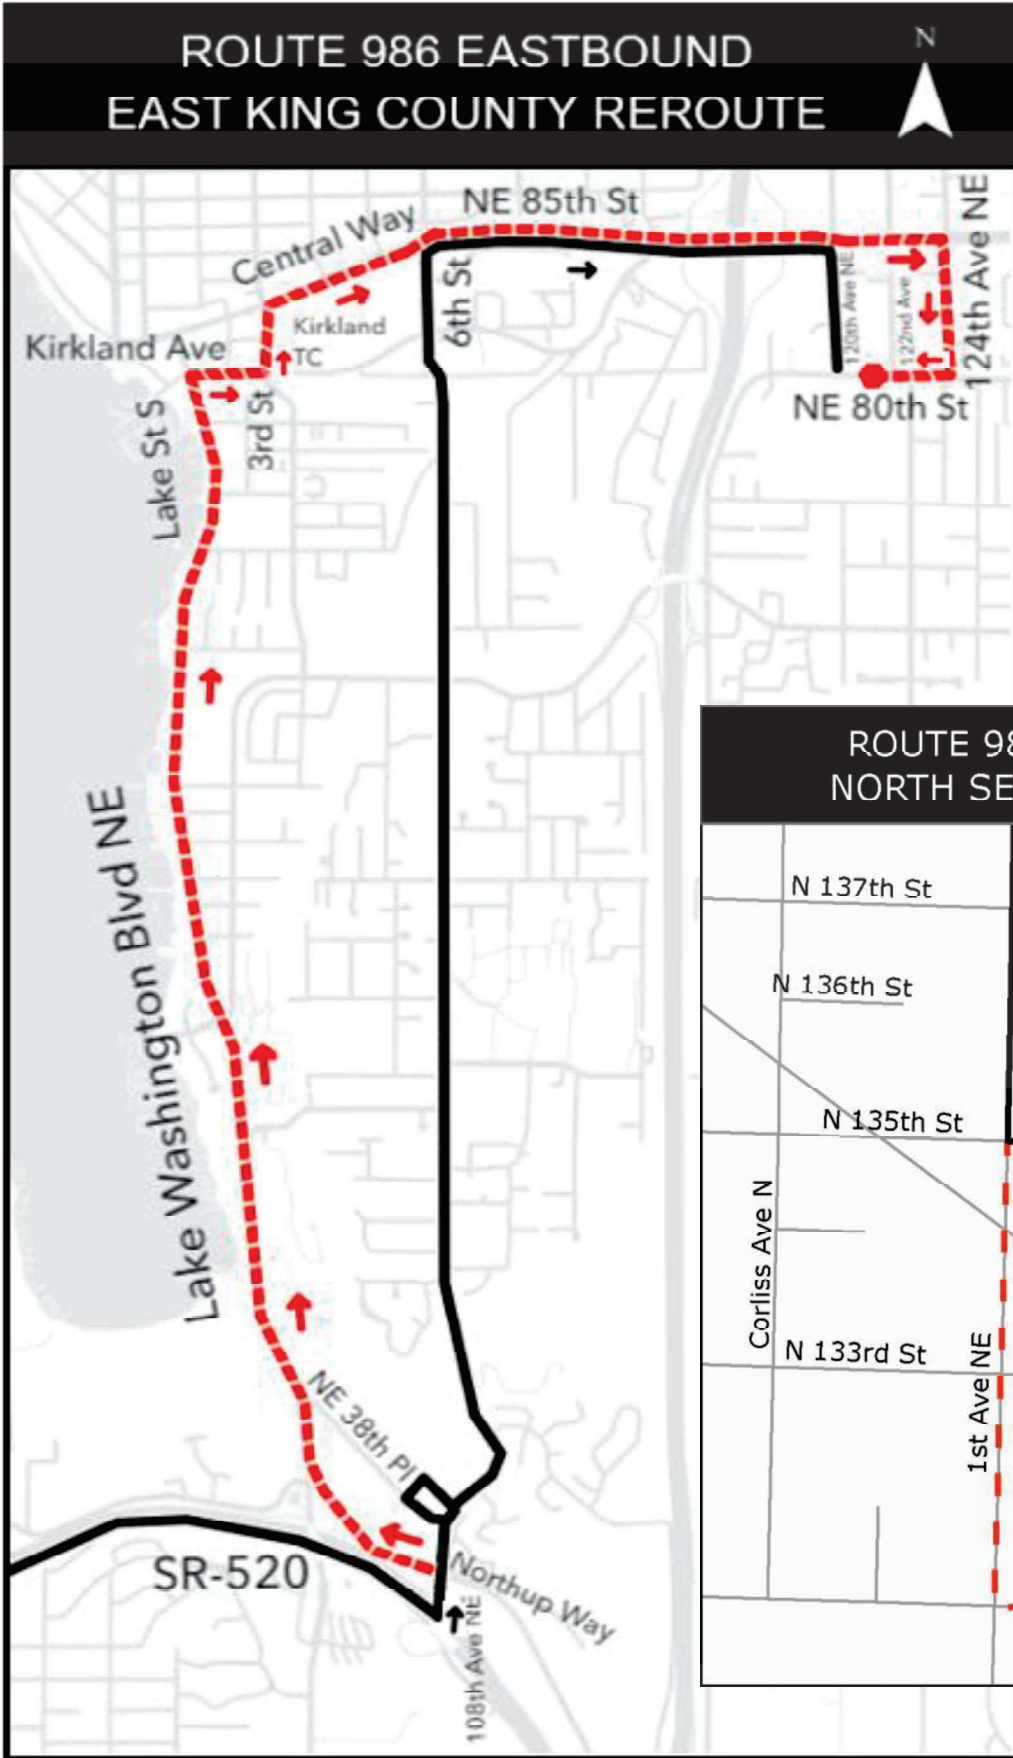 ROUTE 986 EASTBOUND
EAST KING COUNTY REROUTE
N
NE 85th St
Central Way
124th Ave NE
6th St
120th Ave NE
122nd Ave
Kirkland
TC
Kirkland Ave
NE 80th St
3rd St
Lake St S
Lake Washington Blvd NE
NE 38th Pl
SR-520
Northup Way
108th Ave NE
ROUTE 98
NORTH SE
N 137th St
N 136th St
N 135th St
Corliss Ave N
N 133rd St
1st Ave NE